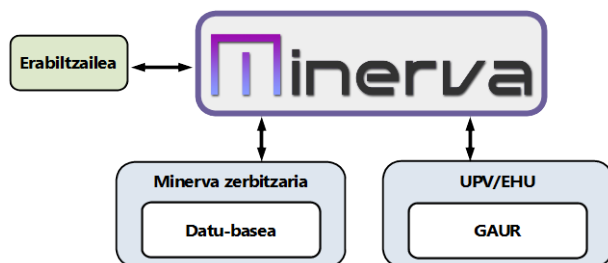 Erabiltzailea
Minerva
Minerva zerbitzaria
Datu-basea
UPV/EHU
GAUR